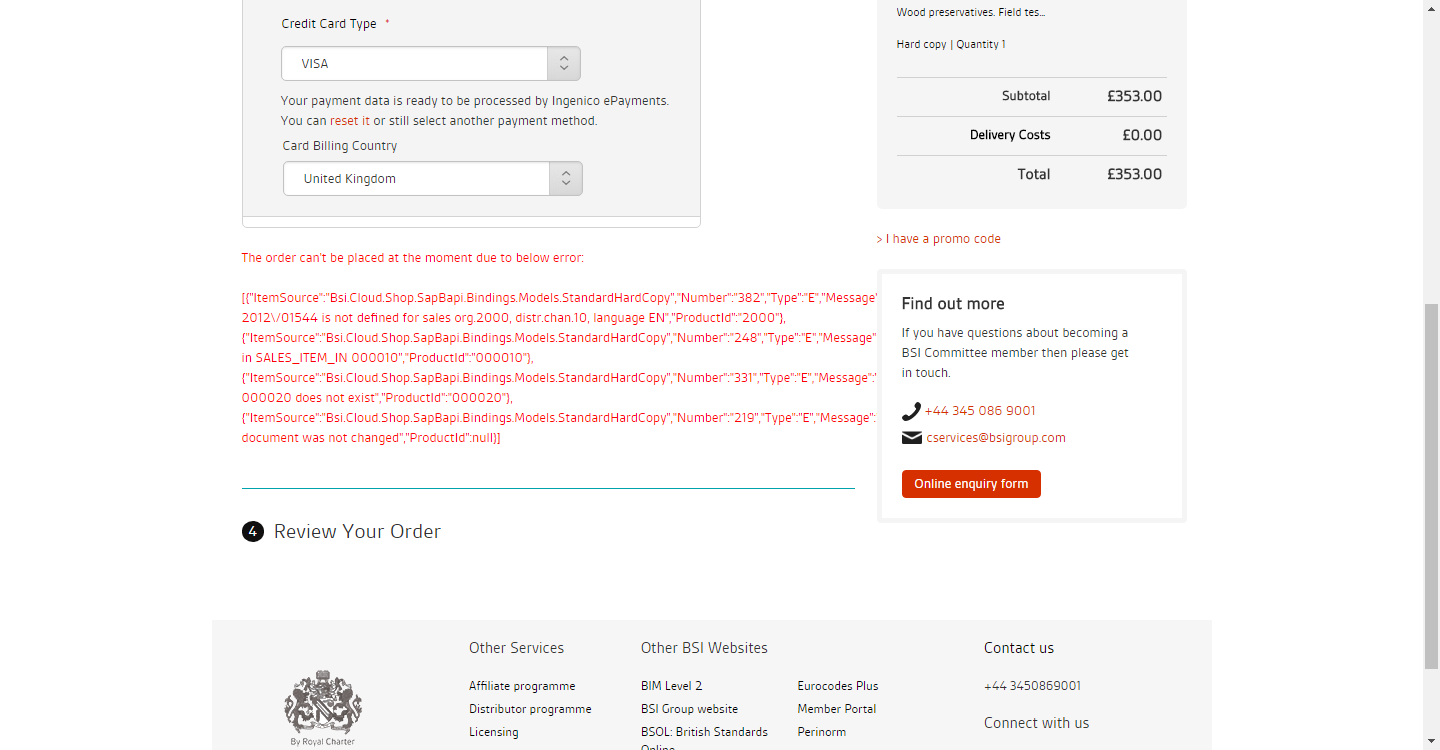 Credit Card Type *
VISA
Your payment data is ready to be processed by Ingenico ePayments.
You can reset it or still select another payment method.
Card Billing Country
United Kingdom
The order can't be placed at the moment due to below error:
[{"ItemSource":"Bsi.Cloud.Shop.SapBapi.Bindings.Models.StandardHardCopy","Number":"382","Type":"E","Message"
2012\/01544 is not defined for sales org.2000, distr.chan.10, language EN","ProductId":"2000"},
{"ItemSource":"Bsi.Cloud.Shop.SapBapi.Bindings.Models.StandardHardCopy","Number":"248","Type":"E","Message"
in SALES_ITEM_IN 000010","ProductId":"000010"},
{"ItemSource":"Bsi.Cloud.Shop.SapBapi.Bindings.Models.StandardHardCopy","Number":"331","Type":"E","Message":"
000020 does not exist","ProductId":"000020"},
{"ItemSource":"Bsi.Cloud.Shop.SapBapi.Bindings.Models.StandardHardCopy","Number":"219","Type":"E","Message":
document was not changed","ProductId":null}]
4 Review Your Order
Wood preservatives. Field tes...
Hard copy | Quantity 1
Subtotal £353.00
Delivery Costs £0.00
Total £353.00
> I have a promo code
Find out more
If you have questions about becoming a
BSI Committee member then please get
in touch.
+44 345 086 9001
cservices@bsigroup.com
Online enquiry form
By Royal Charter
Other Services
Affiliate programme
Distributor programme
Licensing
Other BSI Websites
BIM Level 2
BSI Group website
BSOL: British Standards
Online
Eurocodes Plus
Member Portal
Perinorm
Contact us
+44 3450869001
Connect with us